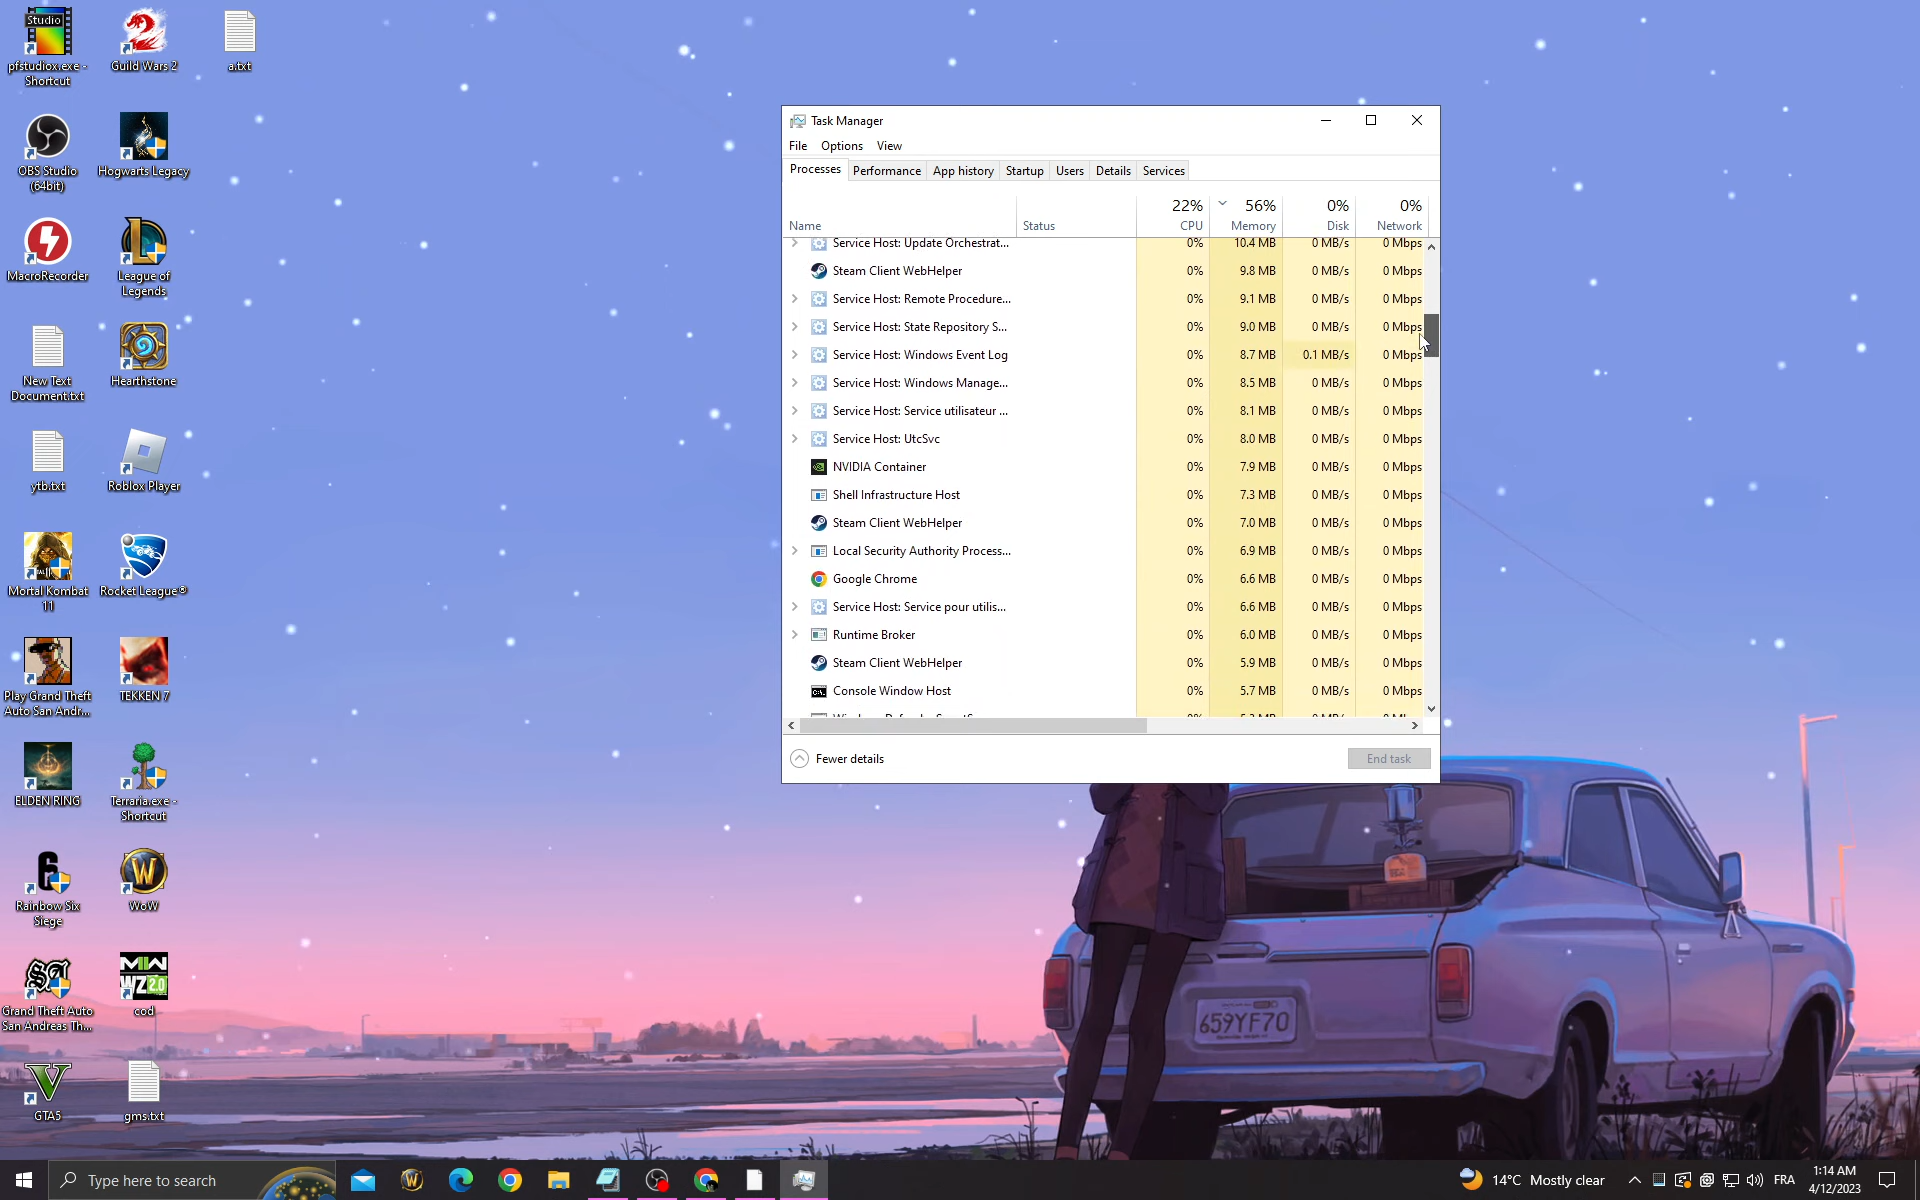 Studio
pfstudiox.exe -
Shortcut
Guild Wars 2
a.txt
OBS Studio
(64bit)
Hogwarts Legacy
MacroRecorder
League of
Legends
New Text
Document.txt
Hearthstone
ytb.txt
Roblox Player
Mortal Kombat
11
Rocket League®
Play Grand Theft
Auto San Andr...
TEKKEN 7
ELDEN RING
Terraria.exe -
Shortcut
Rainbow Six
Siege
WoW
Grand Theft Auto
San Andreas Th...
MW
WZ 2.0
cod
GTA5
gms.txt
Task Manager
File Options View
Processes Performance App history Startup Users Details Services
22% 56% 0% 0%
Name Status CPU Memory Disk Network
Service Host: Update Orchestrat... 0% 10.4 MB 0 MB/s 0 Mbps
Steam Client WebHelper 0% 9.8 MB 0 MB/s 0 Mbps
Service Host: Remote Procedure... 0% 9.1 MB 0 MB/s 0 Mbps
Service Host: State Repository S... 0% 9.0 MB 0 MB/s 0 Mbps
Service Host: Windows Event Log 0% 8.7 MB 0.1 MB/s 0 Mbps
Service Host: Windows Manage... 0% 8.5 MB 0 MB/s 0 Mbps
Service Host: Service utilisateur ... 0% 8.1 MB 0 MB/s 0 Mbps
Service Host: UtcSvc 0% 8.0 MB 0 MB/s 0 Mbps
NVIDIA Container 0% 7.9 MB 0 MB/s 0 Mbps
Shell Infrastructure Host 0% 7.3 MB 0 MB/s 0 Mbps
Steam Client WebHelper 0% 7.0 MB 0 MB/s 0 Mbps
Local Security Authority Process... 0% 6.9 MB 0 MB/s 0 Mbps
Google Chrome 0% 6.6 MB 0 MB/s 0 Mbps
Service Host: Service pour utilis... 0% 6.6 MB 0 MB/s 0 Mbps
Runtime Broker 0% 6.0 MB 0 MB/s 0 Mbps
Steam Client WebHelper 0% 5.9 MB 0 MB/s 0 Mbps
Console Window Host 0% 5.7 MB 0 MB/s 0 Mbps
Fewer details End task
659YF70
Type here to search
14°C Mostly clear
FRA
1:14 AM
4/12/2023